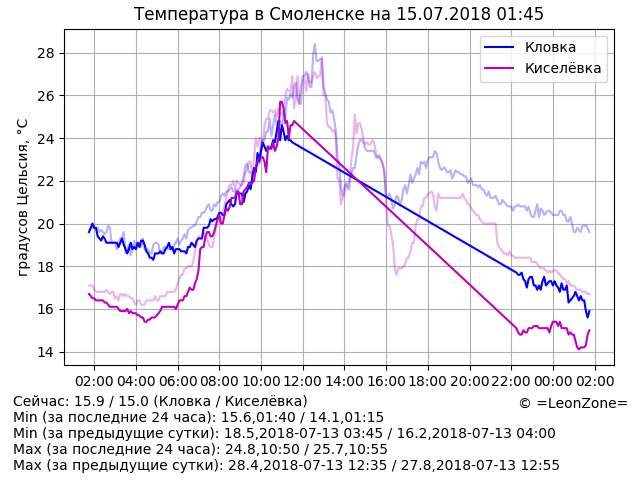 Температура в Смоленске на 15.07.2018 01:45
Кловка
Киселёвка
градусов Цельсия, °C
28
26
24
22
20
18
16
14
02:00 04:00 06:00 08:00 10:00 12:00 14:00 16:00 18:00 20:00 22:00 00:00 02:00
Сейчас: 15.9 / 15.0 (Кловка / Киселёвка)
© =LeonZone=
Min (за последние 24 часа): 15.6,01:40 / 14.1,01:15
Min (за предыдущие сутки): 18.5,2018-07-13 03:45 / 16.2,2018-07-13 04:00
Max (за последние 24 часа): 24.8,10:50 / 25.7,10:55
Max (за предыдущие сутки): 28.4,2018-07-13 12:35 / 27.8,2018-07-13 12:55